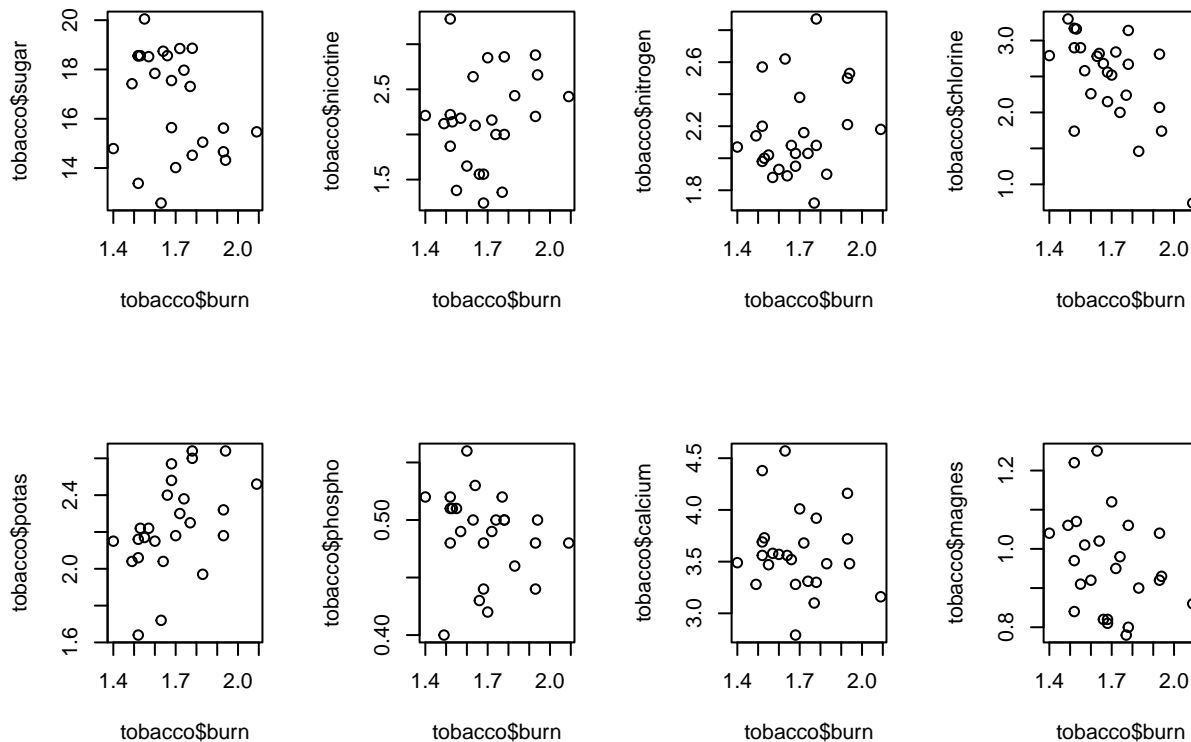 tobacco$sugar
14 16 18 20
1.4 1.7 2.0
tobacco$burn
tobacco$nicotine
1.5 2.5
1.4 1.7 2.0
tobacco$burn
tobacco$nitrogen
1.8 2.2 2.6
1.4 1.7 2.0
tobacco$burn
tobacco$chlorine
1.0 2.0 3.0
1.4 1.7 2.0
tobacco$burn
tobacco$potas
1.6 2.0 2.4
1.4 1.7 2.0
tobacco$burn
tobacco$phospho
0.40 0.50
1.4 1.7 2.0
tobacco$burn
tobacco$calcium
3.0 3.5 4.0 4.5
1.4 1.7 2.0
tobacco$burn
tobacco$magnes
0.8 1.0 1.2
1.4 1.7 2.0
tobacco$burn